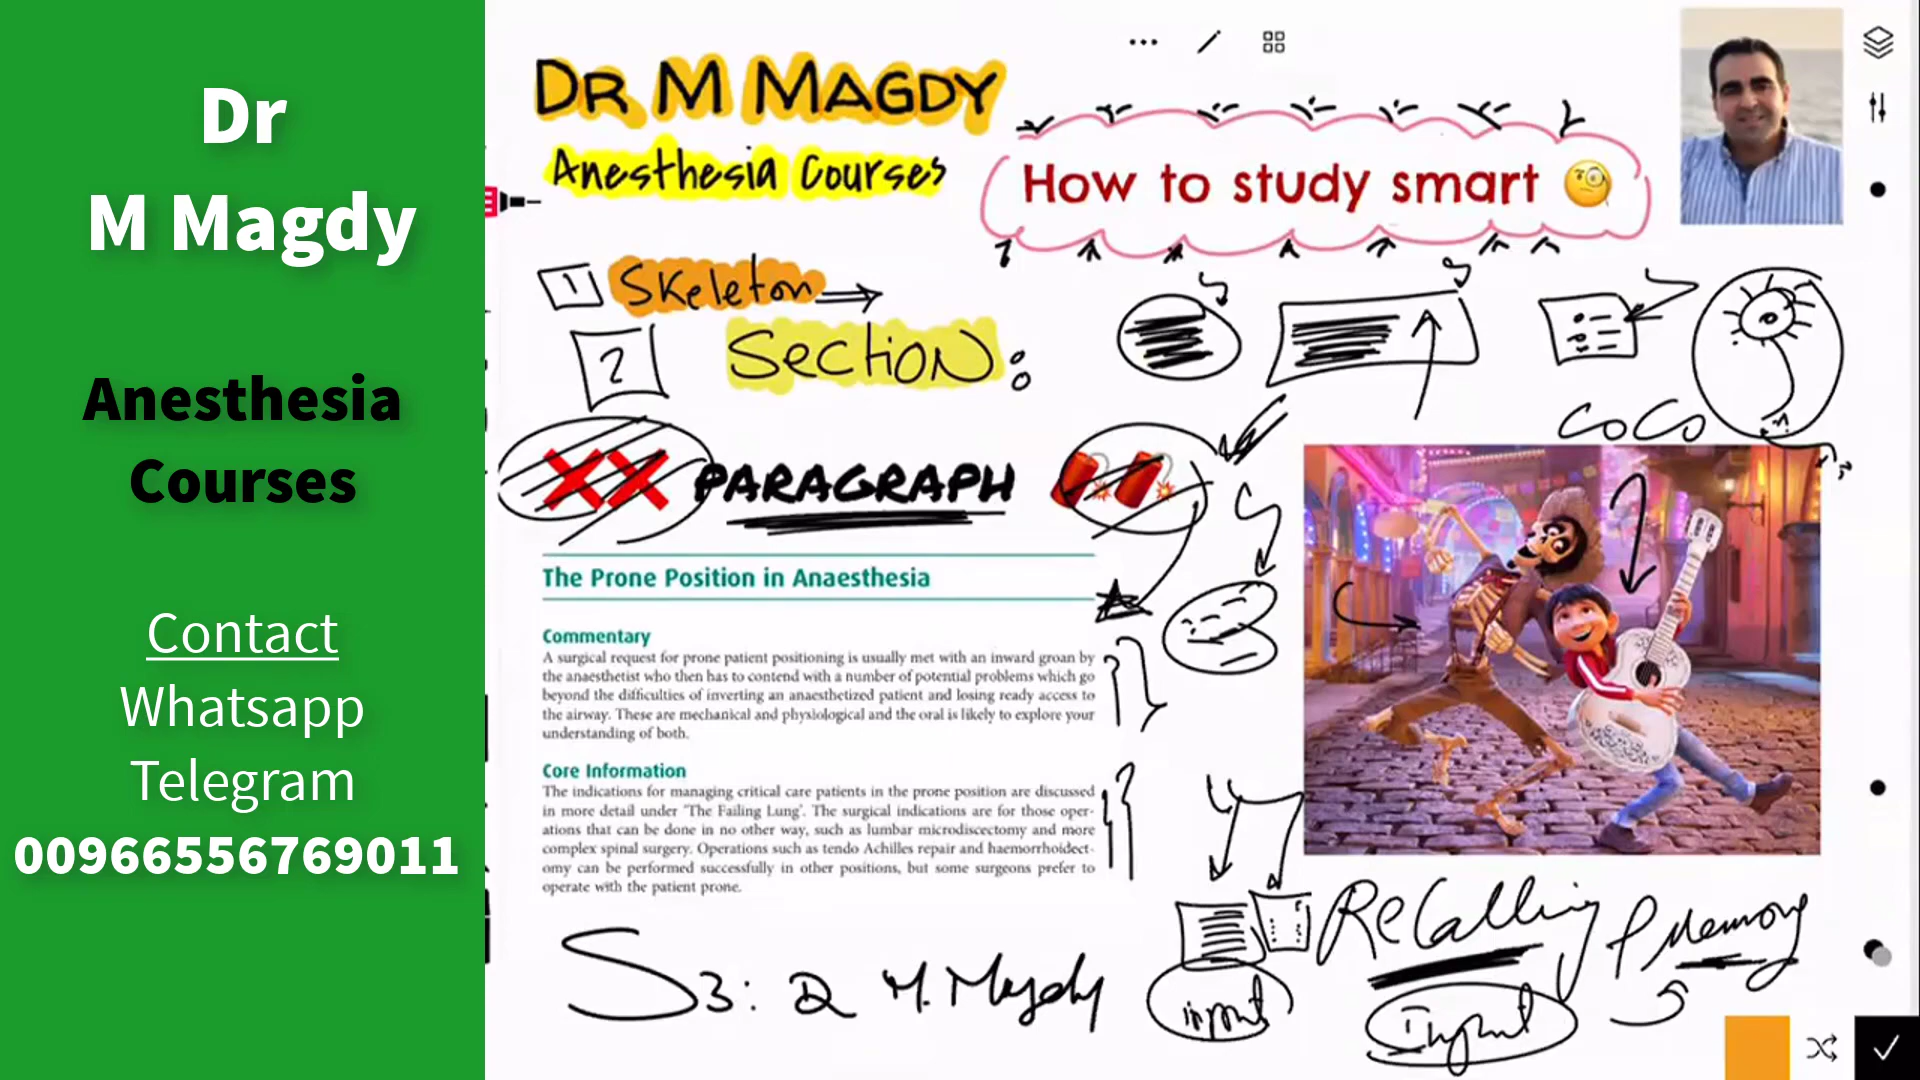 Dr
M Magdy
Anesthesia
Courses
Contact
Whatsapp
Telegram
00966556769011
DR M MAGDY
Anesthesia Courses
How to study smart
1 Skeleton
2 Section:
PARAGRAPH
COCO
The Prone Position in Anaesthesia
Commentary
A surgical request for prone patient positioning is usually met with an inward groan by
the anaesthetist who then has to contend with a number of potential problems which go
beyond the difficulties of inverting an anaesthetized patient and losing ready access to
the airway. These are mechanical and physiological and the oral is likely to explore your
understanding of both.
Core Information
The indications for managing critical care patients in the prone position are discussed
in more detail under 'The Failing Lung'. The surgical indications are for those oper-
ations that can be done in no other way, such as lumbar microdiscectomy and more
complex spinal surgery. Operations such as tendo Achilles repair and haemorrhoidect-
omy can be performed successfully in other positions, but some surgeons prefer to
operate with the patient prone.
Recalling Memory
S3: D M. Magdy
input
Input